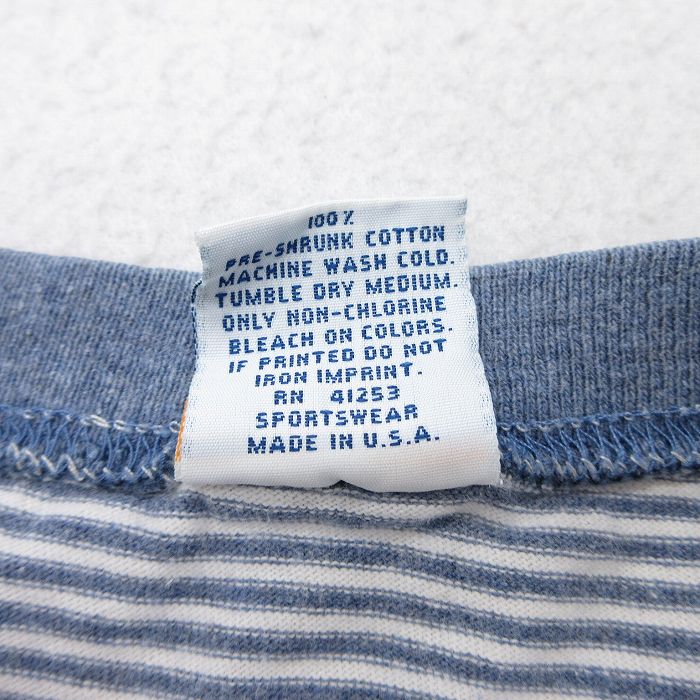 100%
PRE-SHRUNK COTTON
MACHINE WASH COLD.
TUMBLE DRY MEDIUM.
ONLY NON-CHLORINE
BLEACH ON COLORS.
IF PRINTED DO NOT
IRON IMPRINT.
RN 41253
SPORTSWEAR
MADE IN U.S.A.